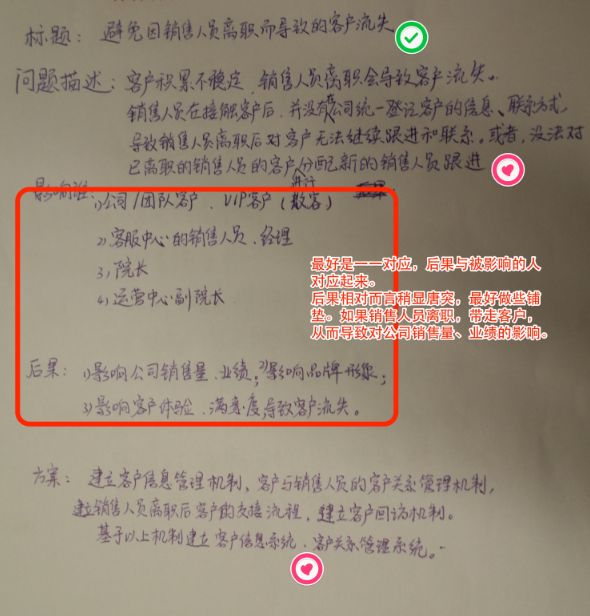 标题：避免因销售人员离职而导致的客户流失
问题描述：客户积累不稳定，销售人员离职会导致客户流失。
销售人员在接触客户后，并没有在公司统一登记客户的信息、联系方式
导致销售人员离职后对客户无法继续跟进和联系。或者，没法对
已离职的销售人员的客户分配新的销售人员跟进
影响谁：1）公司/团队客户、VIP客户（散客）
2）客服中心的销售人员、经理
3）院长
4）运营中心副院长
最好是一一对应，后果与被影响的人
对应起来。
后果相对而言稍显唐突，最好做些铺
垫。如果销售人员离职，带走客户，
从而导致对公司销售量、业绩的影响。
后果：1）影响公司销售量、业绩；2）影响品牌形象；
3）影响客户体验、满意度，导致客户流失。
方案：建立客户信息管理机制，客户与销售人员的客户关系管理机制，
建立销售人员离职后客户的交接流程，建立客户回访机制。
基于以上机制建立客户信息系统、客户关系管理系统。